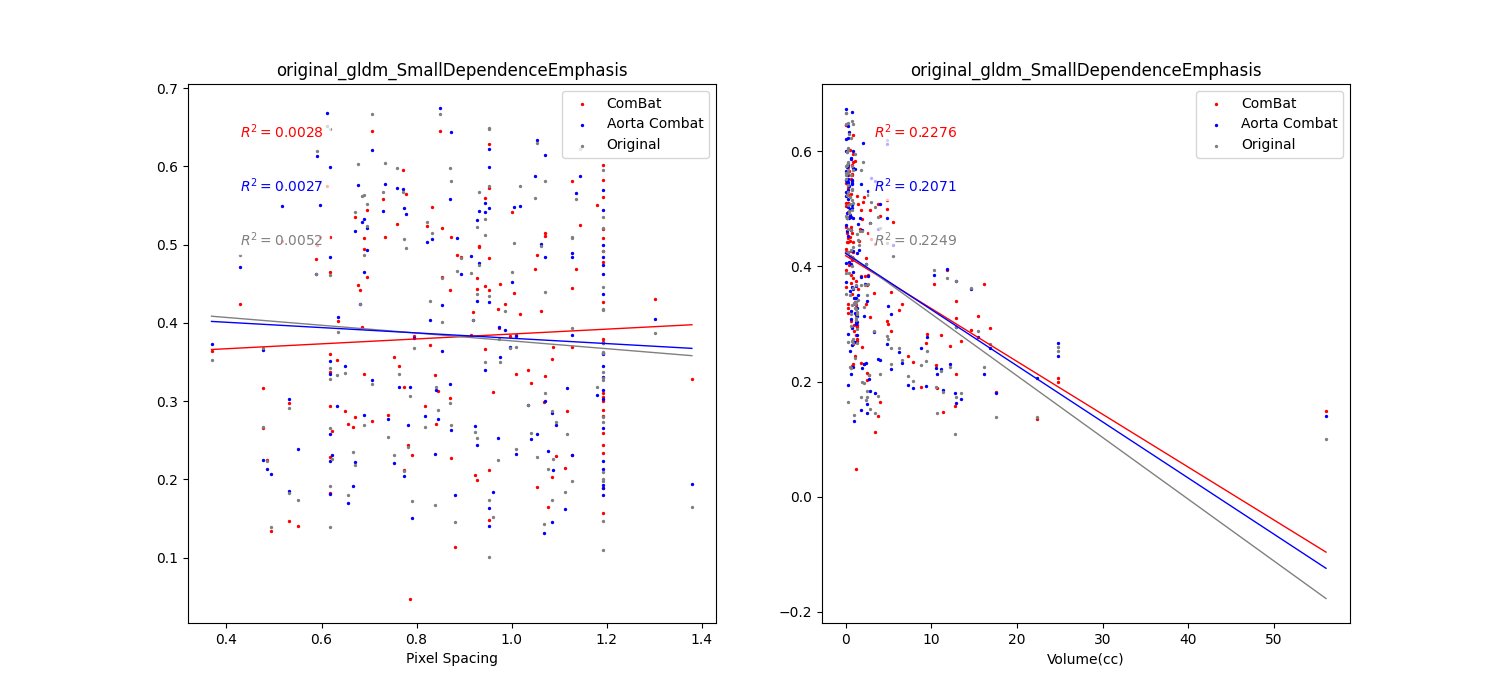 original_gldm_SmallDependenceEmphasis
ComBat
Aorta Combat
Original
R² = 0.0028
R² = 0.0027
R² = 0.0052
0.7
0.6
0.5
0.4
0.3
0.2
0.1
0.4 0.6 0.8 1.0 1.2 1.4
Pixel Spacing
original_gldm_SmallDependenceEmphasis
ComBat
Aorta Combat
Original
R² = 0.2276
R² = 0.2071
R² = 0.2249
0.6
0.4
0.2
0.0
−0.2
0 10 20 30 40 50
Volume(cc)